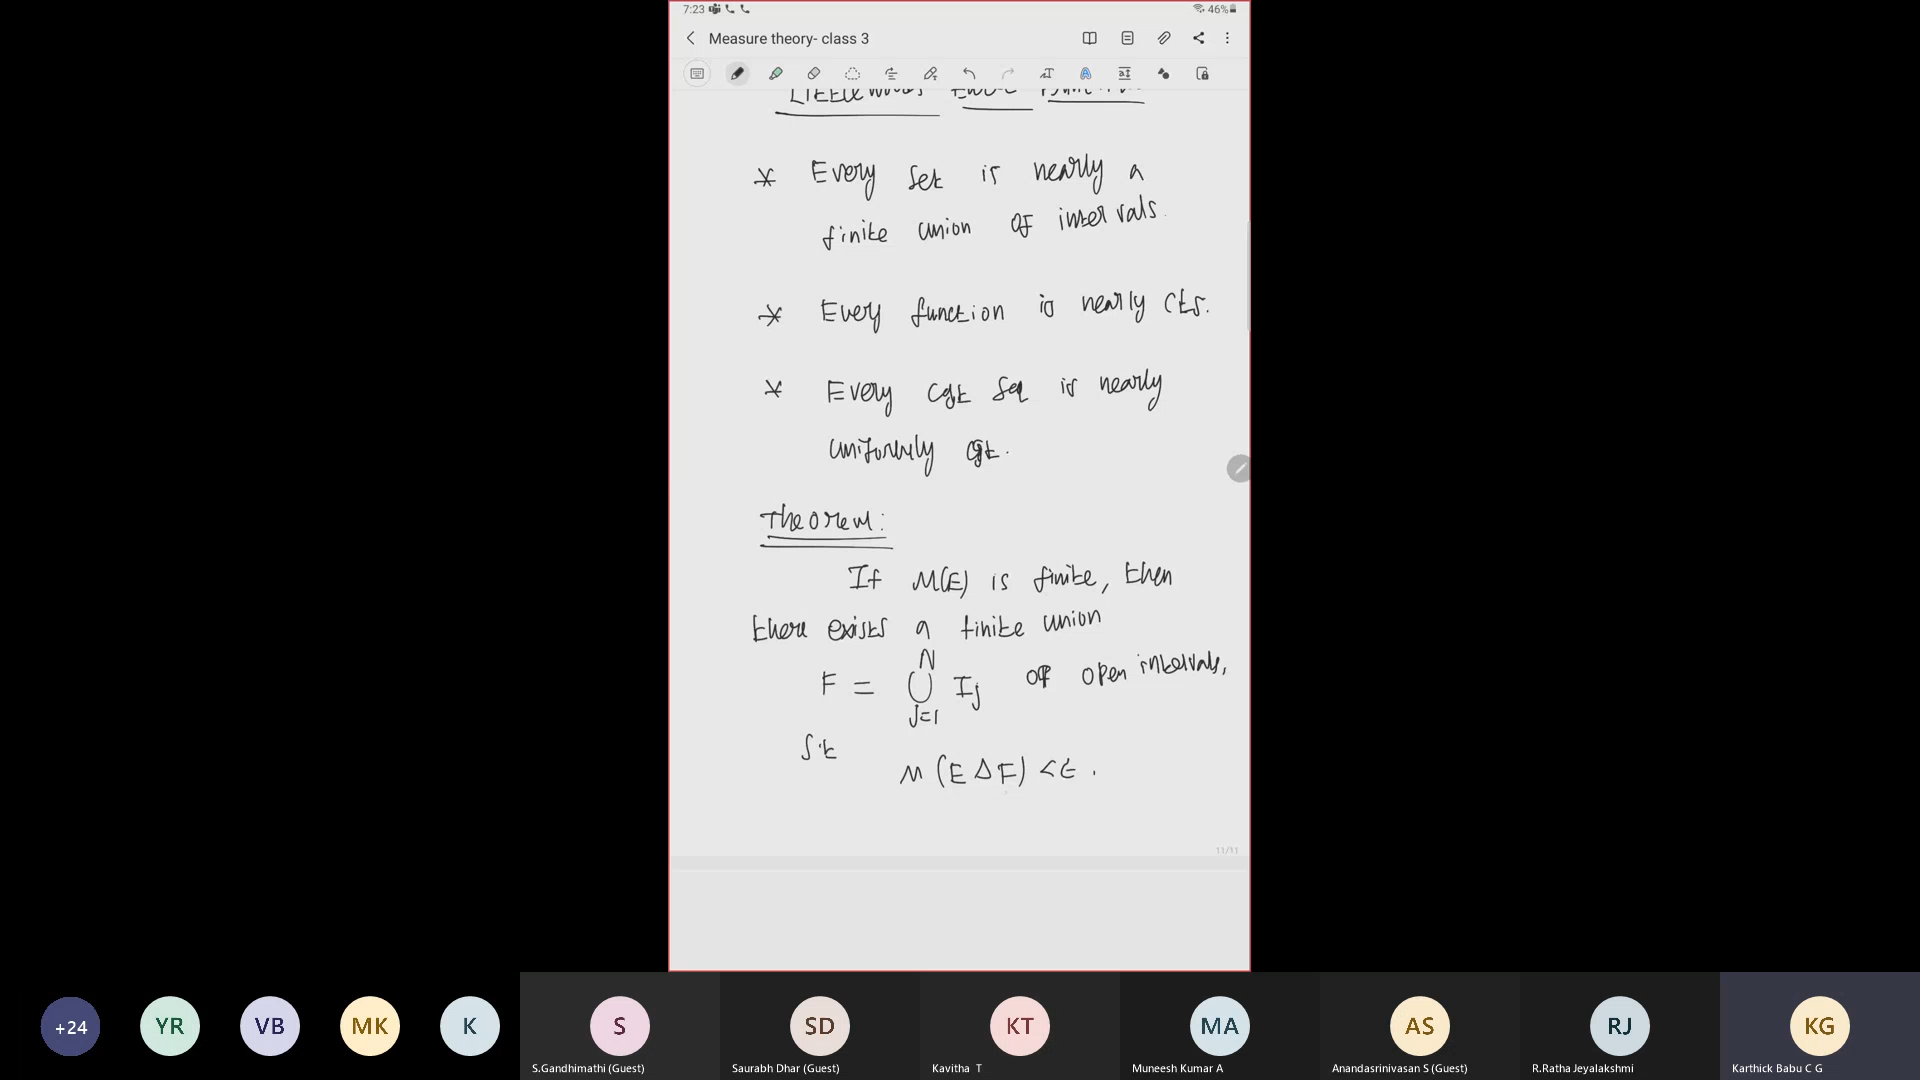 7:23
46%
Measure theory- class 3
* Every set is nearly a
finite union of intervals.
* Every function is nearly cts.
* Every cgt seq is nearly
uniformly cgt.
Theorem:
If M(E) is finite, then
there exists a finite union
F = ⋃ N j=1 Ij of open intervals,
s.t
M(E Δ F) < ε.
11/11
+24
YR
VB
MK
K
S
SD
KT
MA
AS
RJ
KG
S.Gandhimathi (Guest)
Saurabh Dhar (Guest)
Kavitha T
Muneesh Kumar A
Anandasrinivasan S (Guest)
R.Ratha Jeyalakshmi
Karthick Babu C G